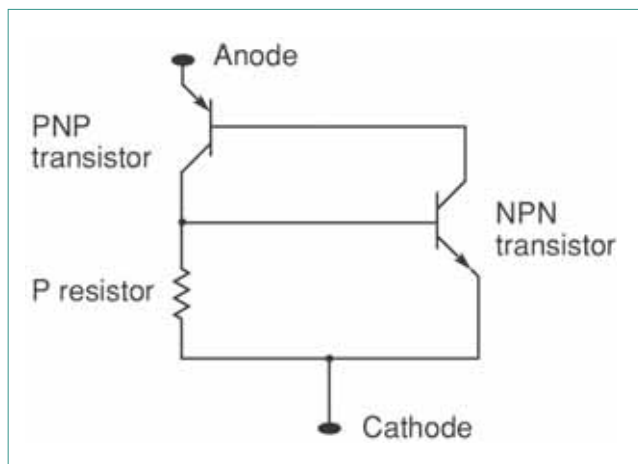 Anode
PNP
transistor
NPN
transistor
P resistor
Cathode